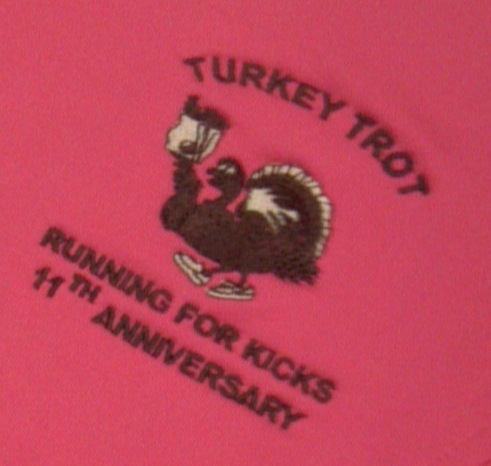 TURKEY TROT
RUNNING FOR KICKS
11TH ANNIVERSARY